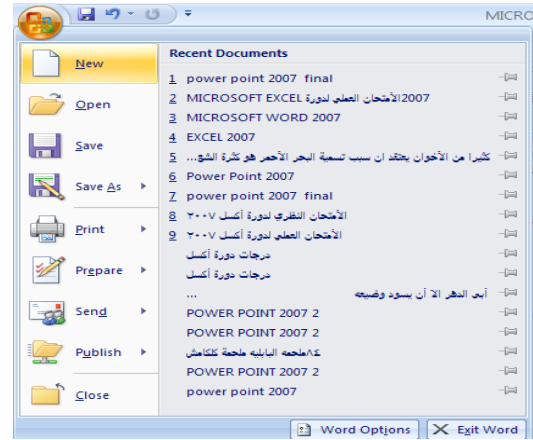 MICRO
New
Open
Save
Save As
Print
Prepare
Send
Publish
Close
Recent Documents
1 power point 2007 final
2 الأمتحان العملي لدورة MICROSOFT EXCEL 2007
3 MICROSOFT WORD 2007
4 EXCEL 2007
5 كثيرا من الأخوان يعتقد ان سبب تسمية البحر الأحمر هو كثرة الشع...
6 Power Point 2007
7 power point 2007 final
8 الأمتحان النظري لدورة أكسل ٢٠٠٧
9 الأمتحان العملي لدورة أكسل ٢٠٠٧
درجات دورة أكسل
درجات دورة أكسل
أبى الدهر الا أن يسود وضيعه ...
POWER POINT 2007 2
POWER POINT 2007 2
٤٨ملحمه البابليه ملحمة كلكامش
POWER POINT 2007 2
power point 2007
Word Options
Exit Word